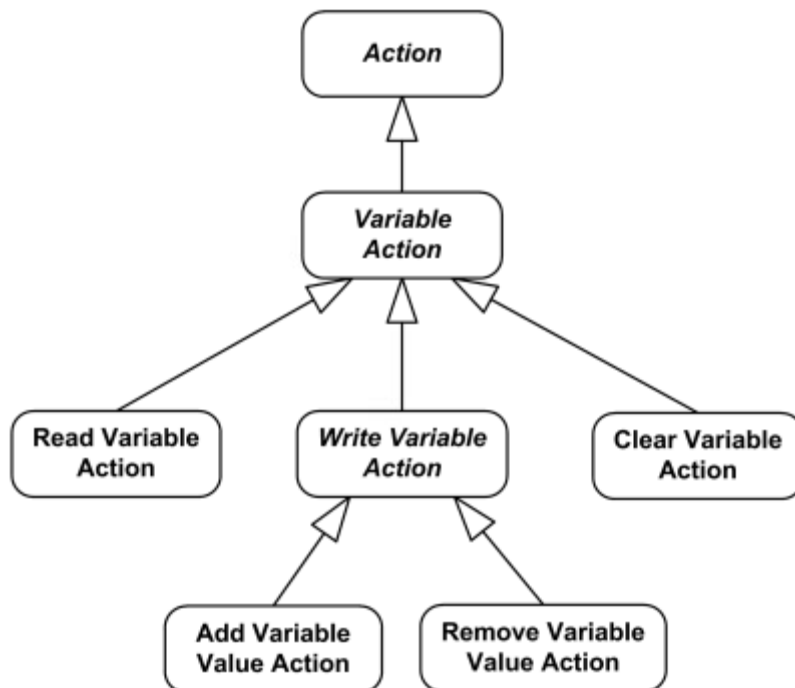 Action
Variable
Action
Read Variable
Action
Write Variable
Action
Clear Variable
Action
Add Variable
Value Action
Remove Variable
Value Action